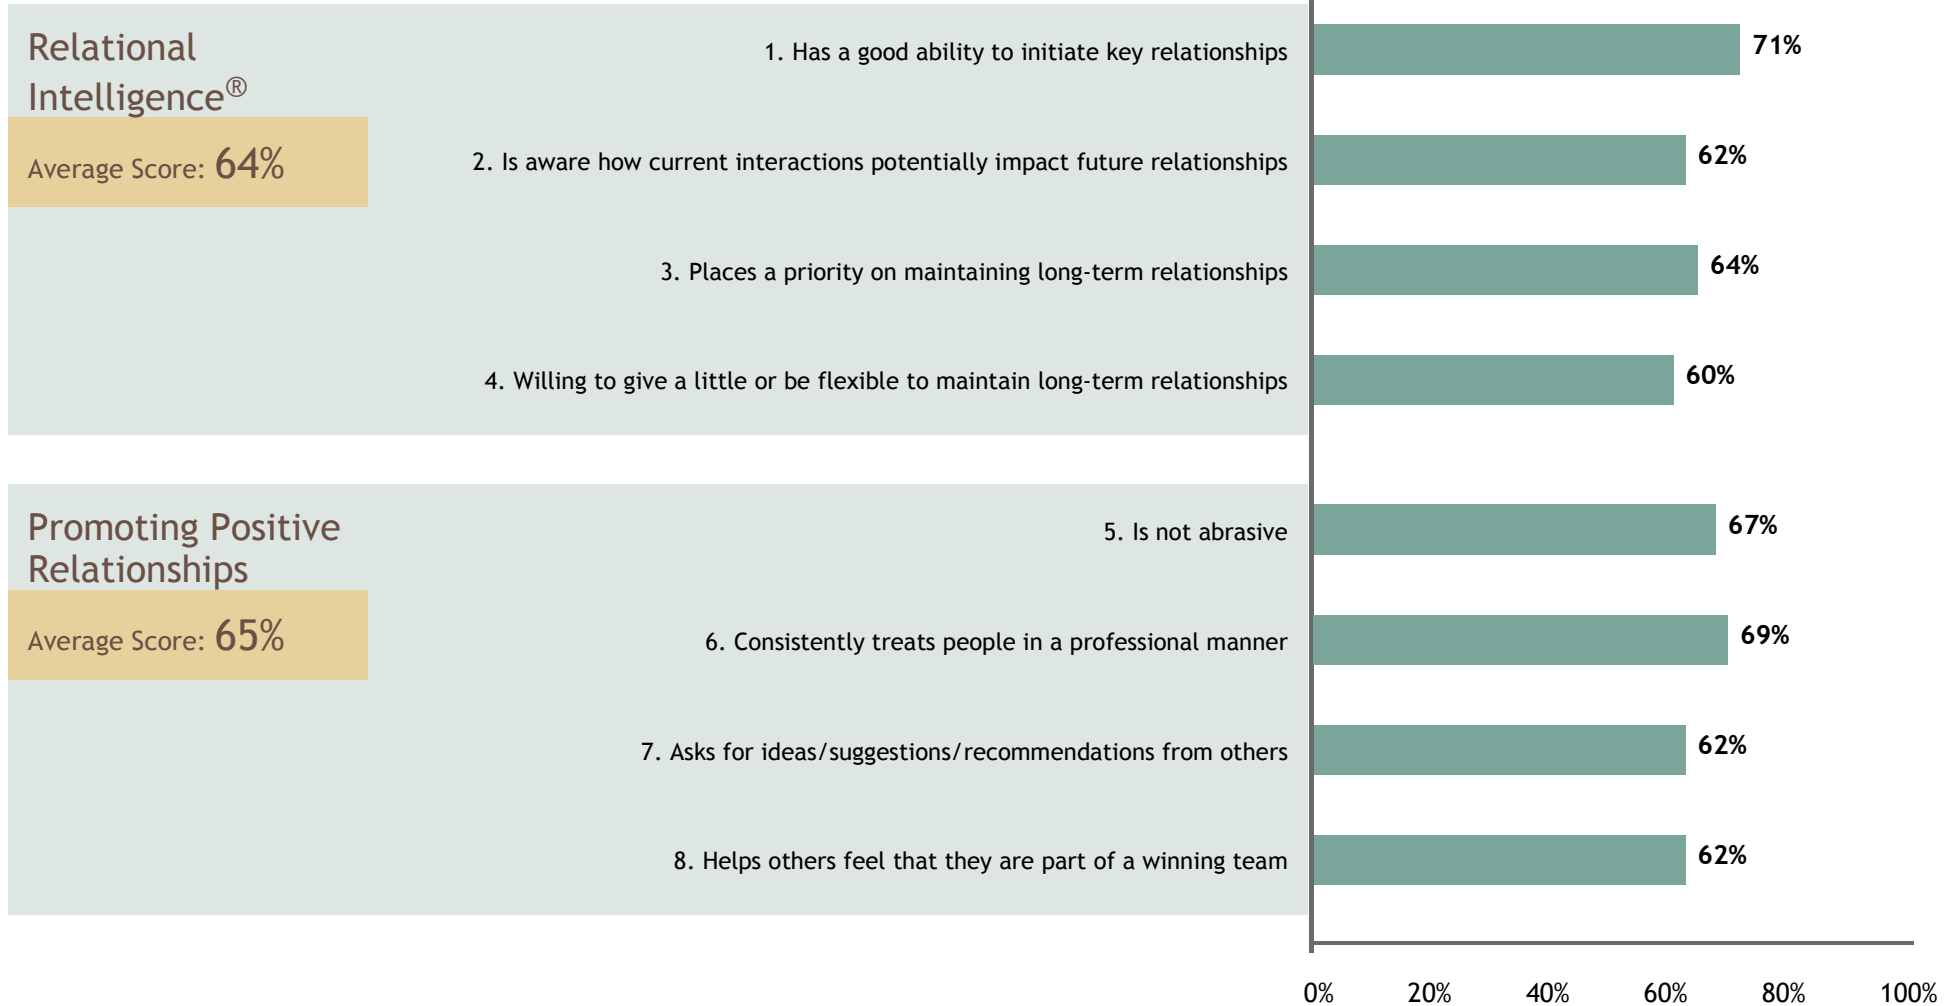 Relational
Intelligence®
Average Score: 64%
1. Has a good ability to initiate key relationships 71%
2. Is aware how current interactions potentially impact future relationships 62%
3. Places a priority on maintaining long-term relationships 64%
4. Willing to give a little or be flexible to maintain long-term relationships 60%
Promoting Positive
Relationships
Average Score: 65%
5. Is not abrasive 67%
6. Consistently treats people in a professional manner 69%
7. Asks for ideas/suggestions/recommendations from others 62%
8. Helps others feel that they are part of a winning team 62%
0% 20% 40% 60% 80% 100%